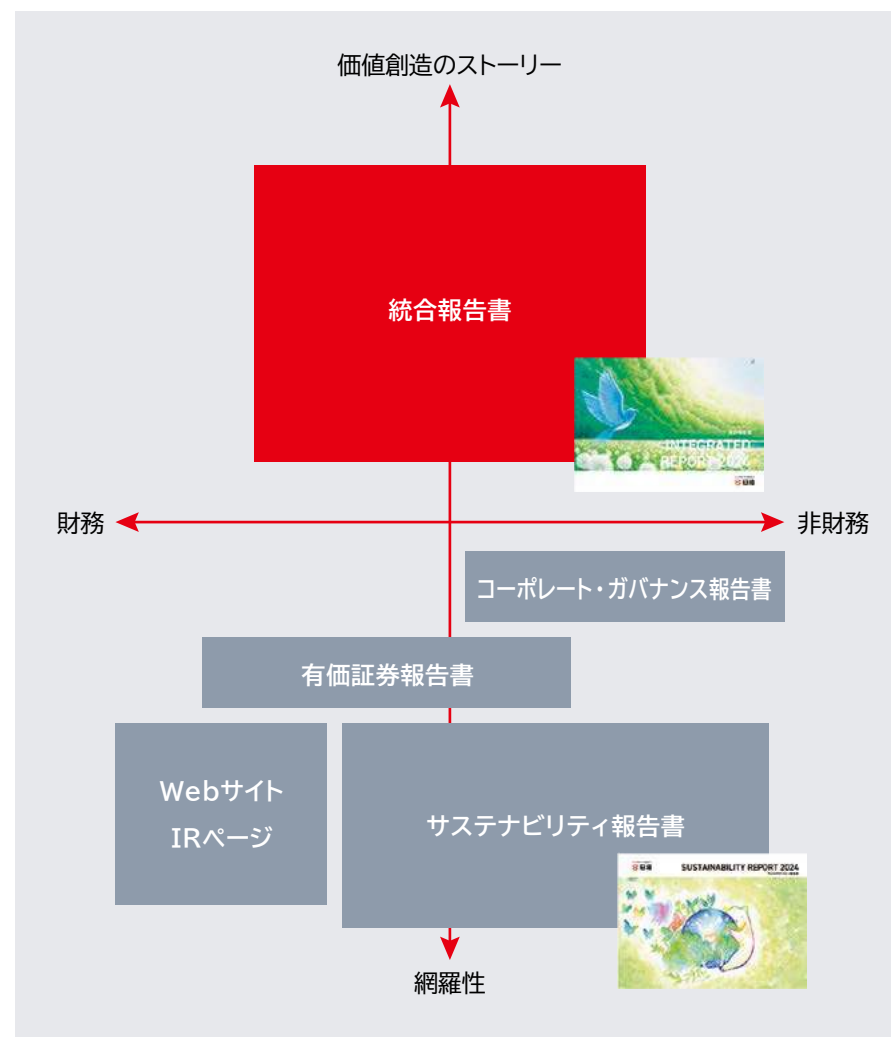 価値創造のストーリー
統合報告書
INTEGRATED
REPORT 2024
財務
非財務
コーポレート・ガバナンス報告書
有価証券報告書
Webサイト
IRページ
サステナビリティ報告書
SUSTAINABILITY REPORT 2024
網羅性